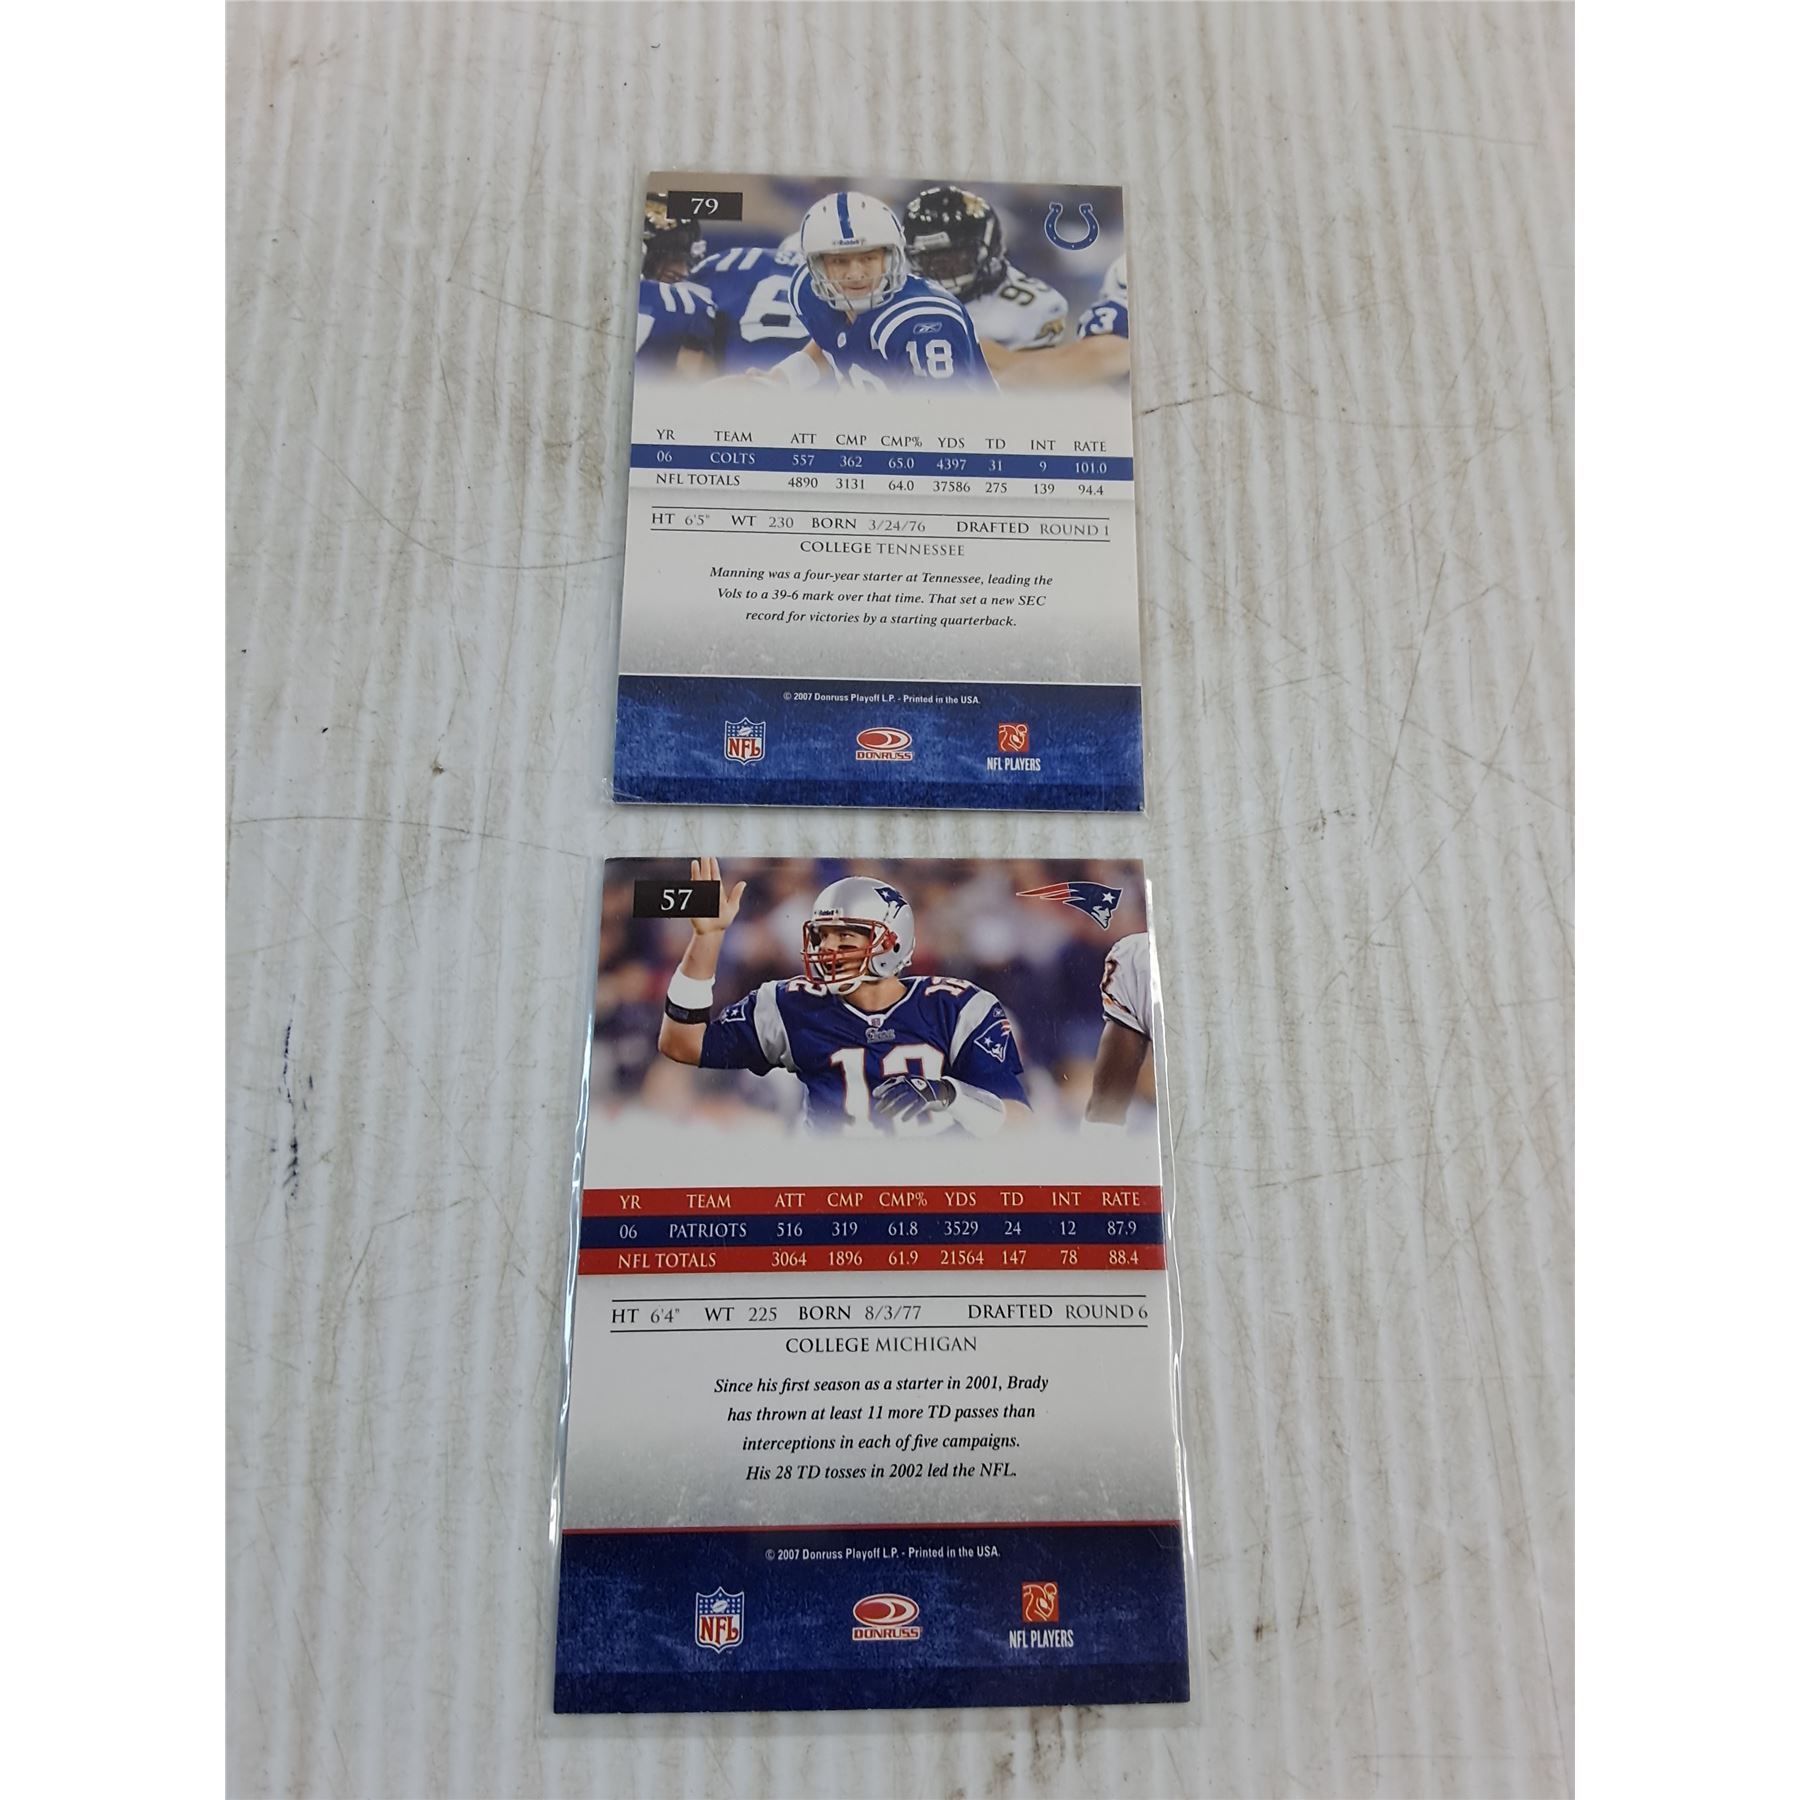 79
18
YR TEAM ATT CMP CMP% YDS TD INT RATE
06 COLTS 557 362 65.0 4397 31 9 101.0
NFL TOTALS 4890 3131 64.0 37586 275 139 94.4
HT 6'5" WT 230 BORN 3/24/76 DRAFTED ROUND 1
COLLEGE TENNESSEE
Manning was a four-year starter at Tennessee, leading the
Vols to a 39-6 mark over that time. That set a new SEC
record for victories by a starting quarterback.
© 2007 Donruss Playoff L.P. - Printed in the USA.
NFL DONRUSS NFL PLAYERS
57
12
YR TEAM ATT CMP CMP% YDS TD INT RATE
06 PATRIOTS 516 319 61.8 3529 24 12 87.9
NFL TOTALS 3064 1896 61.9 21564 147 78 88.4
HT 6'4" WT 225 BORN 8/3/77 DRAFTED ROUND 6
COLLEGE MICHIGAN
Since his first season as a starter in 2001, Brady
has thrown at least 11 more TD passes than
interceptions in each of five campaigns.
His 28 TD tosses in 2002 led the NFL.
© 2007 Donruss Playoff L.P. - Printed in the USA.
NFL DONRUSS NFL PLAYERS